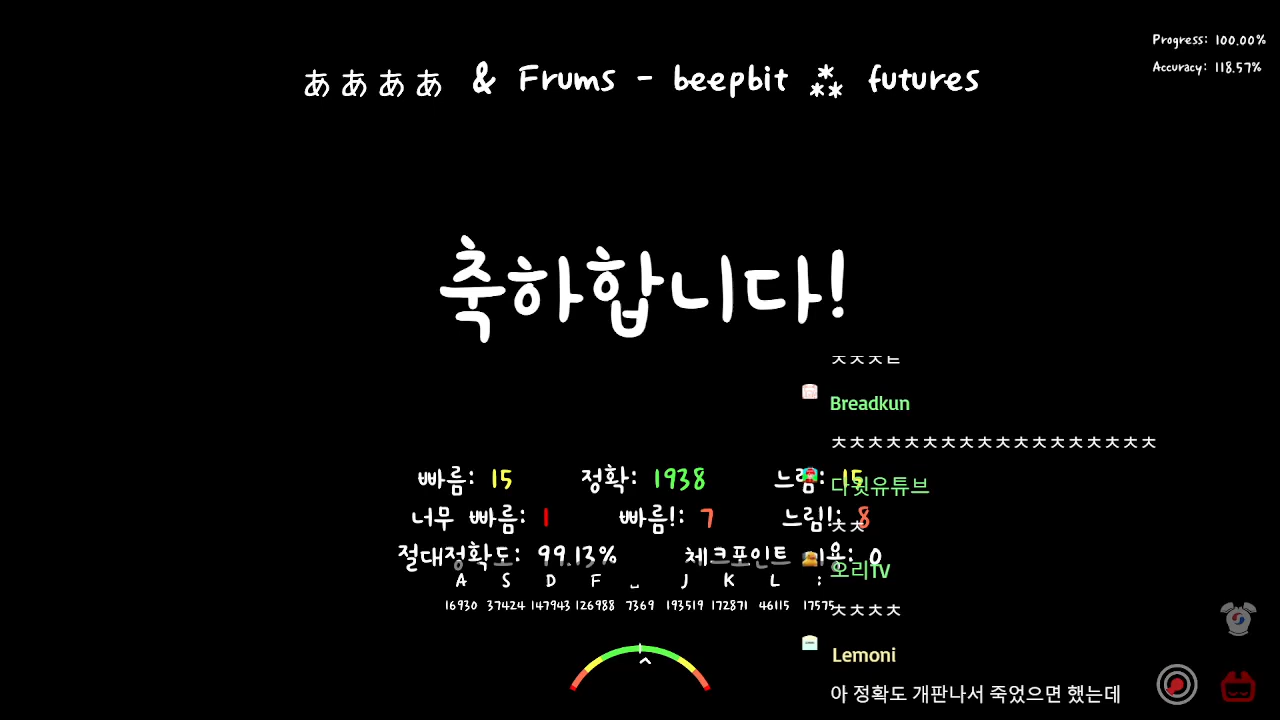 Progress: 100.00%
Accuracy: 118.57%
ああああ & Frums - beepbit ⁂ futures
축하합니다!
ㅊㅊㅊㄷ
Breadkun
ㅊㅊㅊㅊㅊㅊㅊㅊㅊㅊㅊㅊㅊㅊㅊㅊㅊㅊ
빠름: 15 정확: 1938 느림: 15
다윗유튜브
너무 빠름: 1 빠름!: 7 느림!: 8
ㅊㅊ
절대정확도: 99.13% 체크포인트 이용: 0
오리TV
A S D F ⎵ J K L :
16930 37424 147943 126988 7369 193519 172871 46115 17575
ㅊㅊㅊㅊ
Lemoni
아 정확도 개판나서 죽었으면 했는데